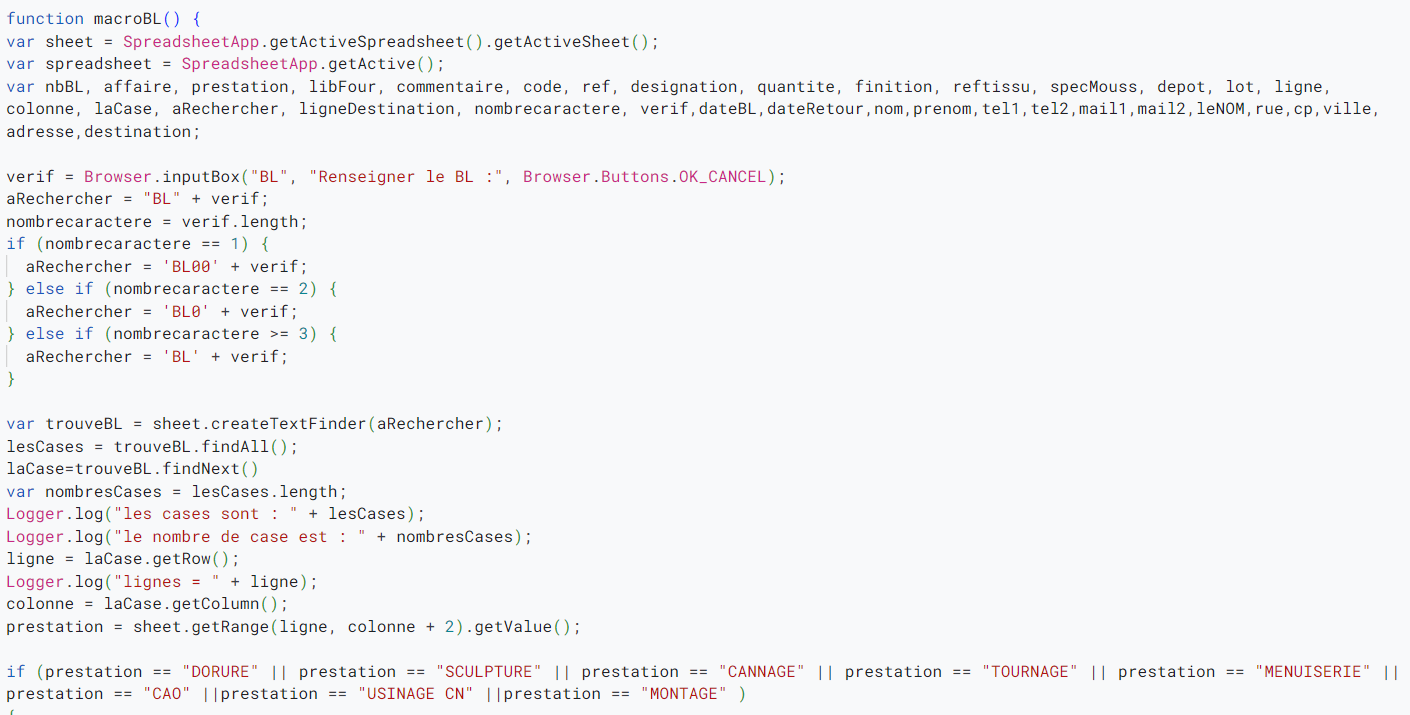 function macroBL() {
var sheet = SpreadsheetApp.getActiveSpreadsheet().getActiveSheet();
var spreadsheet = SpreadsheetApp.getActive();
var nbBL, affaire, prestation, libFour, commentaire, code, ref, designation, quantite, finition, reftissu, specMouss, depot, lot, ligne,
colonne, laCase, aRechercher, ligneDestination, nombrecaractere, verif,dateBL,dateRetour,nom,prenom,tel1,tel2,mail1,mail2,leNOM,rue,cp,ville,
adresse,destination;
verif = Browser.inputBox("BL", "Renseigner le BL :", Browser.Buttons.OK_CANCEL);
aRechercher = "BL" + verif;
nombrecaractere = verif.length;
if (nombrecaractere == 1) {
aRechercher = 'BL00' + verif;
} else if (nombrecaractere == 2) {
aRechercher = 'BL0' + verif;
} else if (nombrecaractere >= 3) {
aRechercher = 'BL' + verif;
}
var trouveBL = sheet.createTextFinder(aRechercher);
lesCases = trouveBL.findAll();
laCase=trouveBL.findNext()
var nombresCases = lesCases.length;
Logger.log("les cases sont : " + lesCases);
Logger.log("le nombre de case est : " + nombresCases);
ligne = laCase.getRow();
Logger.log("lignes = " + ligne);
colonne = laCase.getColumn();
prestation = sheet.getRange(ligne, colonne + 2).getValue();
if (prestation == "DORURE" || prestation == "SCULPTURE" || prestation == "CANNAGE" || prestation == "TOURNAGE" || prestation == "MENUISERIE" ||
prestation == "CAO" ||prestation == "USINAGE CN" ||prestation == "MONTAGE" )
{